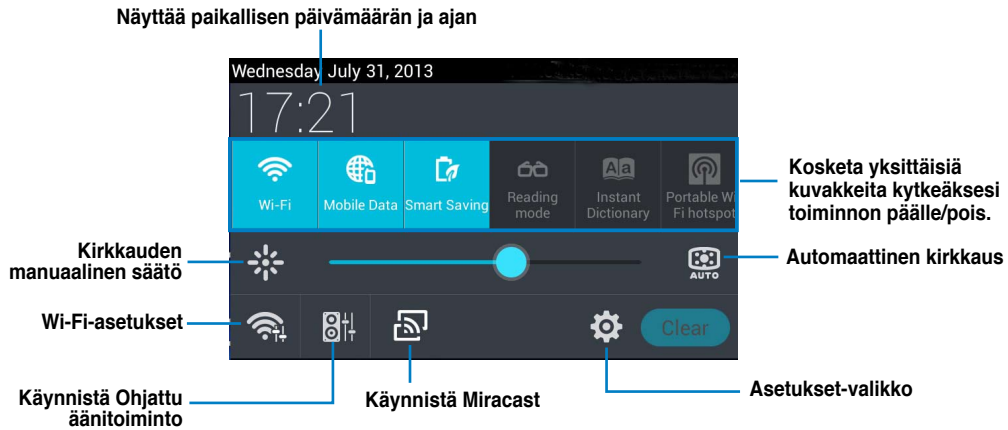 Näyttää paikallisen päivämäärän ja ajan
Wednesday July 31, 2013
17:21
Wi-Fi
Mobile Data
Smart Saving
Reading
mode
Instant
Dictionary
Portable Wi
Fi hotspot
Kosketa yksittäisiä
kuvakkeita kytkeäksesi
toiminnon päälle/pois.
Kirkkauden
manuaalinen säätö
AUTO
Automaattinen kirkkaus
Wi-Fi-asetukset
Clear
Käynnistä Ohjattu
äänitoiminto
Käynnistä Miracast
Asetukset-valikko